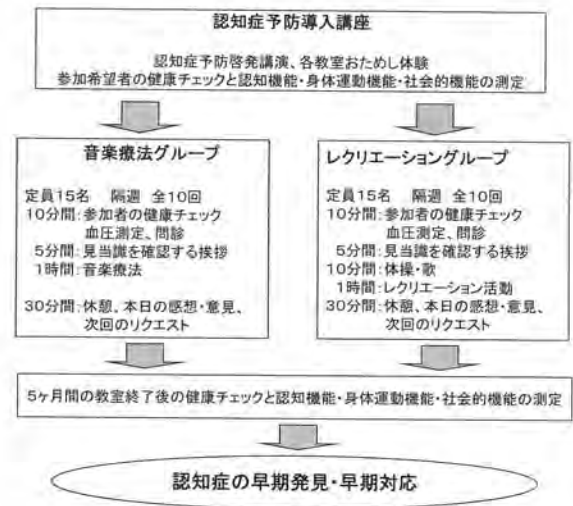 認知症予防導入講座
認知症予防啓発講演、各教室おためし体験
参加希望者の健康チェックと認知機能・身体運動機能・社会的機能の測定
音楽療法グループ
定員15名 隔週 全10回
10分間:参加者の健康チェック
血圧測定、問診
5分間:見当識を確認する挨拶
1時間:音楽療法
30分間:休憩、本日の感想・意見、
次回のリクエスト
レクリエーショングループ
定員15名 隔週 全10回
10分間:参加者の健康チェック
血圧測定、問診
5分間:見当識を確認する挨拶
10分間:体操・歌
1時間:レクリエーション活動
30分間:休憩、本日の感想・意見、
次回のリクエスト
5ヶ月間の教室終了後の健康チェックと認知機能・身体運動機能・社会的機能の測定
認知症の早期発見・早期対応